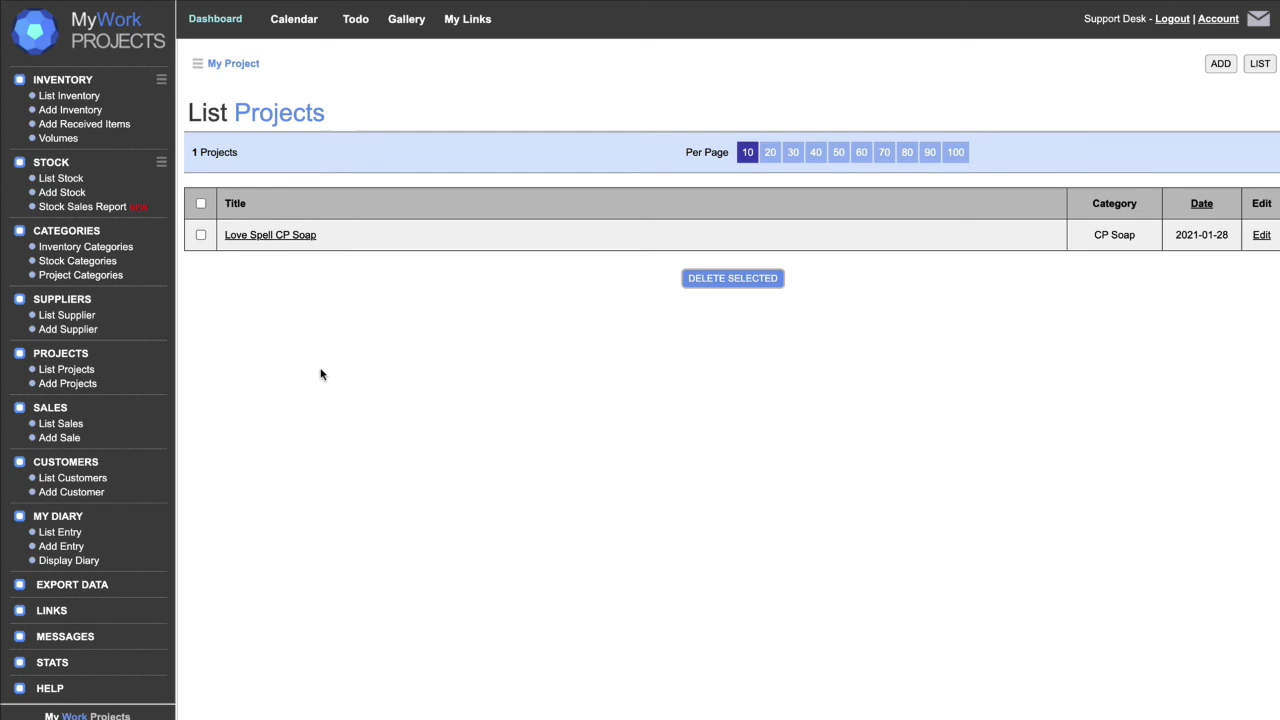 MyWork
PROJECTS
Dashboard Calendar Todo Gallery My Links
Support Desk - Logout | Account
INVENTORY
List Inventory
Add Inventory
Add Received Items
Volumes
STOCK
List Stock
Add Stock
Stock Sales Report NEW
CATEGORIES
Inventory Categories
Stock Categories
Project Categories
SUPPLIERS
List Supplier
Add Supplier
PROJECTS
List Projects
Add Projects
SALES
List Sales
Add Sale
CUSTOMERS
List Customers
Add Customer
MY DIARY
List Entry
Add Entry
Display Diary
EXPORT DATA
LINKS
MESSAGES
STATS
HELP
My Work Projects
My Project
ADD LIST
List Projects
1 Projects Per Page 10 20 30 40 50 60 70 80 90 100
Title Category Date Edit
Love Spell CP Soap CP Soap 2021-01-28 Edit
DELETE SELECTED